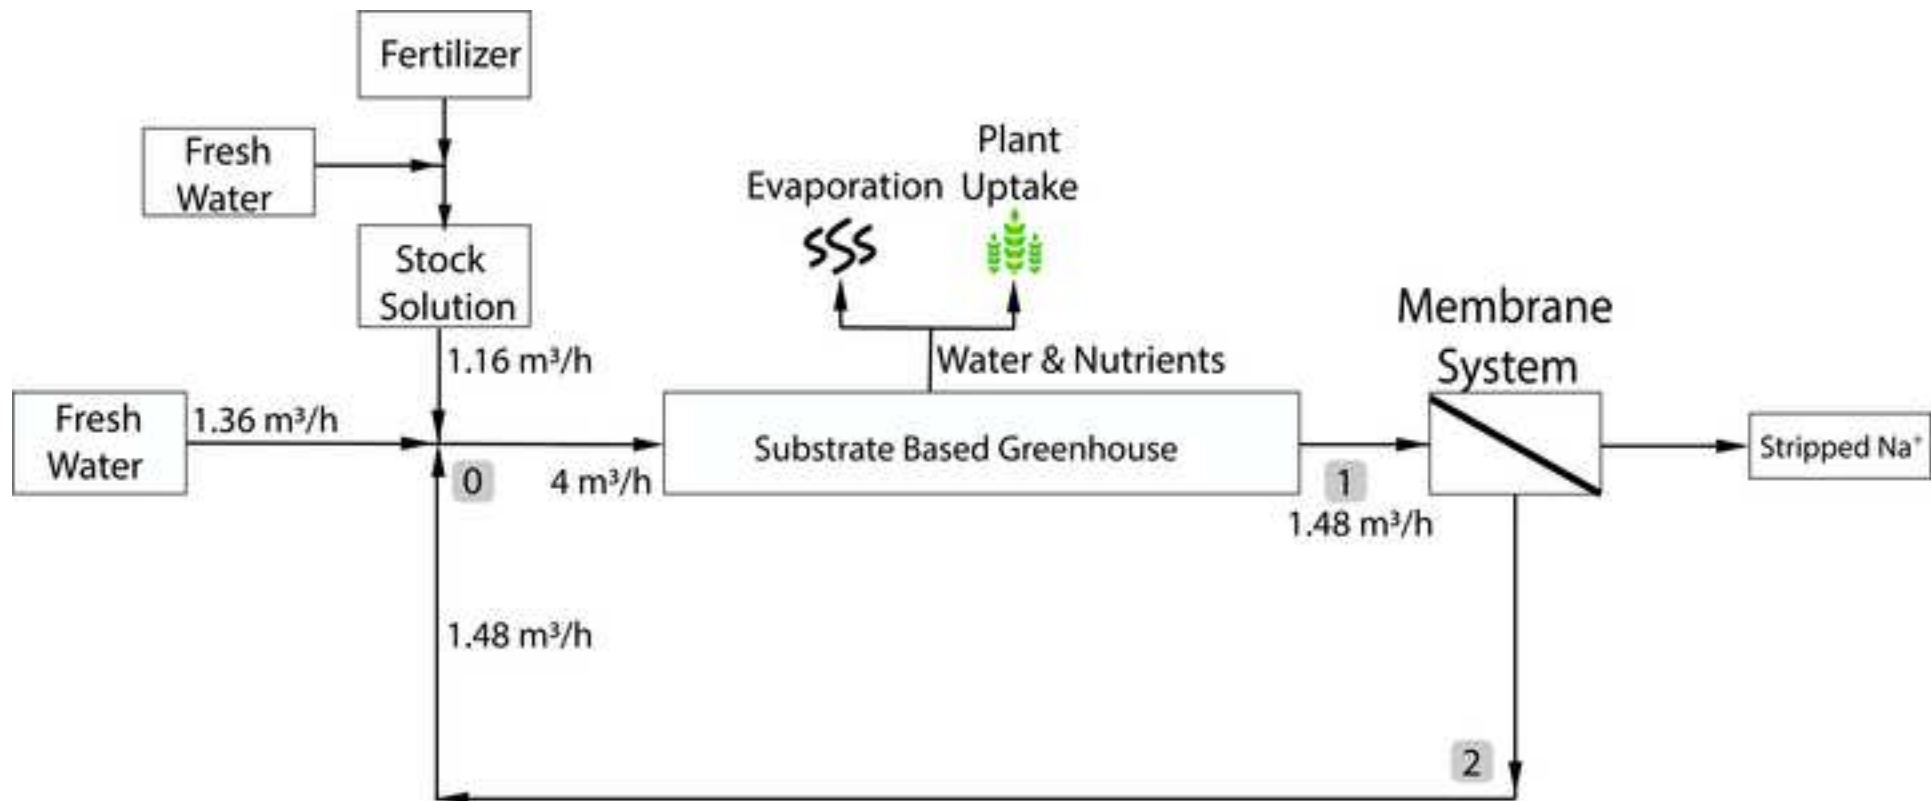 Fertilizer
Fresh
Water
Stock
Solution
1.16 m³/h
Fresh
Water
1.36 m³/h
0
4 m³/h
Evaporation
Plant
Uptake
Water & Nutrients
Substrate Based Greenhouse
1
1.48 m³/h
Membrane
System
Stripped Na⁺
1.48 m³/h
2